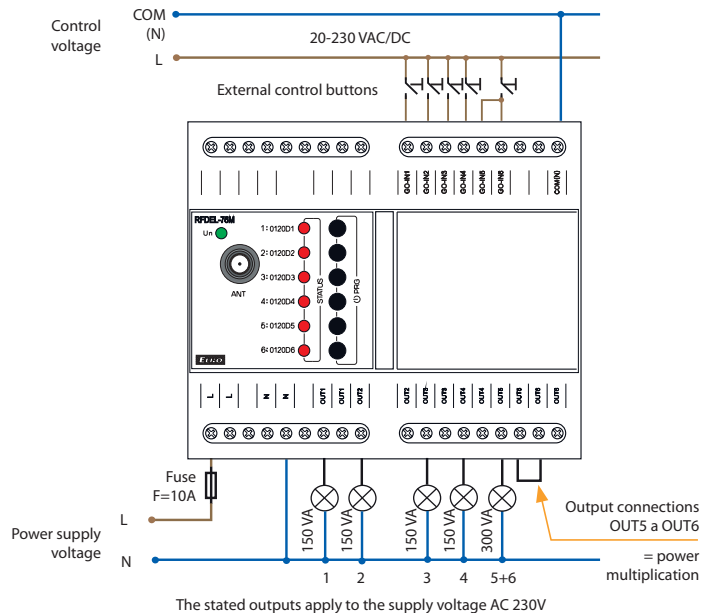 Control
voltage
COM
(N)
L
20-230 VAC/DC
External control buttons
GO-IN1
GO-IN2
GO-IN3
GO-IN4
GO-IN5
GO-IN6
COM(N)
RFDEL-76M
Un
ANT
1: 0120D1
2: 0120D2
3: 0120D3
4: 0120D4
5: 0120D5
6: 0120D6
STATUS
PRG
ELKO
L
L
N
N
OUT1
OUT1
OUT2
OUT2
OUT3
OUT3
OUT4
OUT4
OUT5
OUT5
OUT6
OUT6
Fuse
F=10A
L
Power supply
voltage
N
150 VA
150 VA
150 VA
150 VA
300 VA
1
2
3
4
5+6
Output connections
OUT5 a OUT6
= power
multiplication
The stated outputs apply to the supply voltage AC 230V